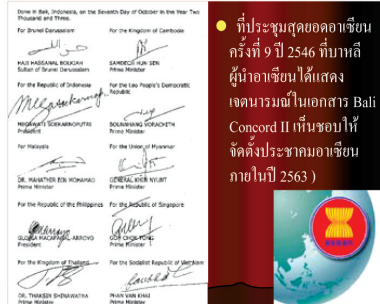 Done in Bali, Indonesia, on the Seventh Day of October in the Year Two
Thousand and Three.
For Brunei Darussalam
HAJI HASSANAL BOLKIAH
Sultan of Brunei Darussalam
For the Kingdom of Cambodia
SAMDECH HUN SEN
Prime Minister
For the Republic of Indonesia
MEGAWATI SOEKARNOPUTRI
President
For the Lao People's Democratic
Republic
BOUNNHANG VORACHETH
Prime Minister
For Malaysia
DR. MAHATHIR BIN MOHAMAD
Prime Minister
For the Union of Myanmar
GENERAL KHIN NYUNT
Prime Minister
For the Republic of the Philippines
GLORIA MACAPAGAL-ARROYO
President
For the Republic of Singapore
GOH CHOK TONG
Prime Minister
For the Kingdom of Thailand
DR. THAKSIN SHINAWATRA
Prime Minister
For the Socialist Republic of Vietnam
PHAN VAN KHAI
Prime Minister
ที่ประชุมสุดยอดอาเซียน
ครั้งที่ 9 ปี 2546 ที่บาหลี
ผู้นำอาเซียนได้แสดง
เจตนารมณ์ในเอกสาร Bali
Concord II เห็นชอบให้
จัดตั้งประชาคมอาเซียน
ภายในปี 2563 )